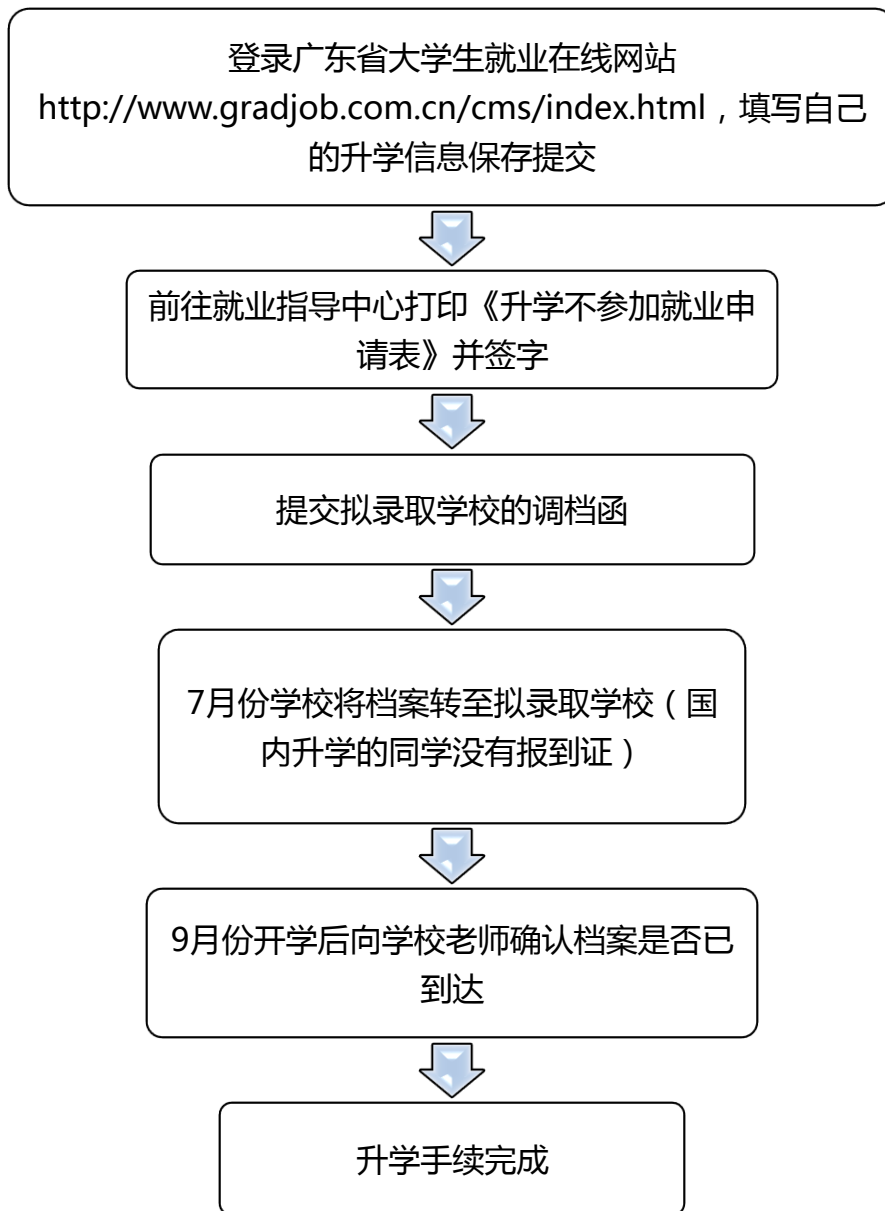 登录广东省大学生就业在线网站
http://www.gradjob.com.cn/cms/index.html，填写自己
的升学信息保存提交
前往就业指导中心打印《升学不参加就业申
请表》并签字
提交拟录取学校的调档函
7月份学校将档案转至拟录取学校（国
内升学的同学没有报到证）
9月份开学后向学校老师确认档案是否已
到达
升学手续完成